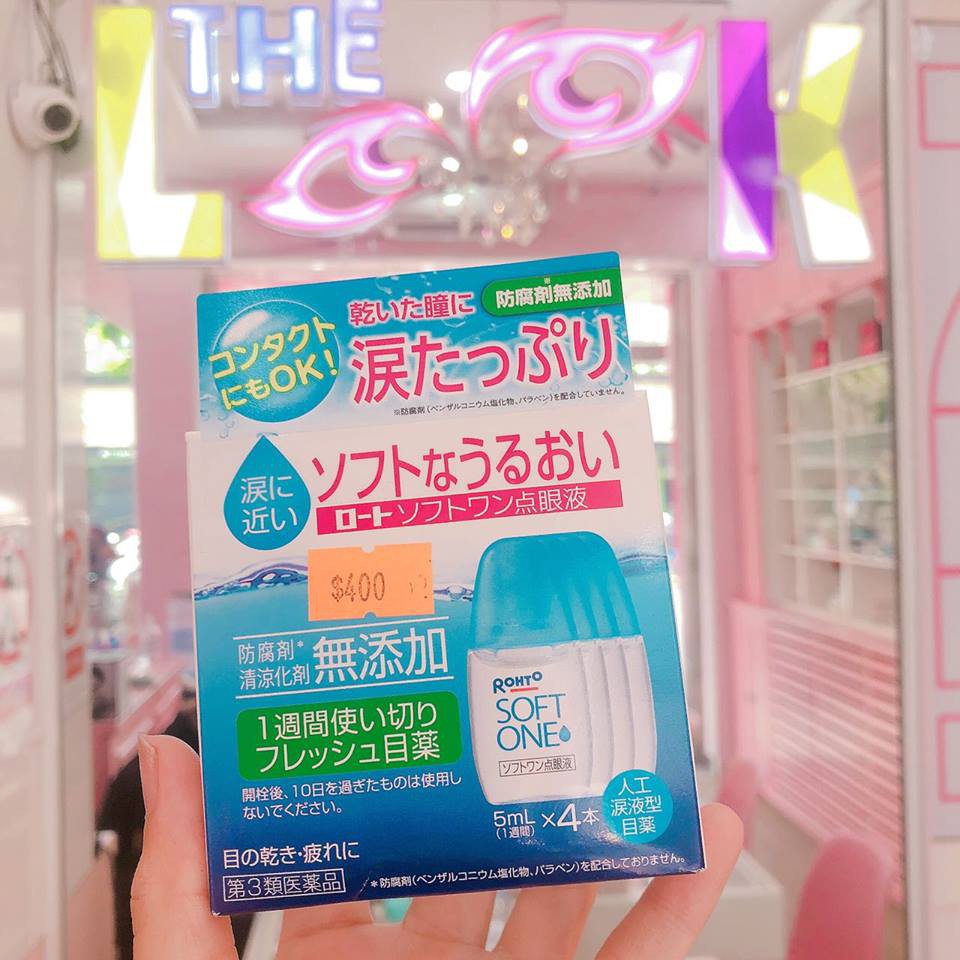 THE
L K
コンタクト
にもOK!
乾いた瞳に
防腐剤※無添加
涙たっぷり
※防腐剤（ベンザルコニウム塩化物、パラベン）を配合していません。
涙に
近い
ソフトなうるおい
ロートソフトワン点眼液
$400
防腐剤*
清涼化剤
無添加
1週間使い切り
フレッシュ目薬
開栓後、10日を過ぎたものは使用し
ないでください。
ROHTO
SOFT
ONE
ソフトワン点眼液
5mL ×4本
(1週間)
人工
涙液型
目薬
目の乾き・疲れに
第3類医薬品
*防腐剤（ベンザルコニウム塩化物、パラベン）を配合しておりません。